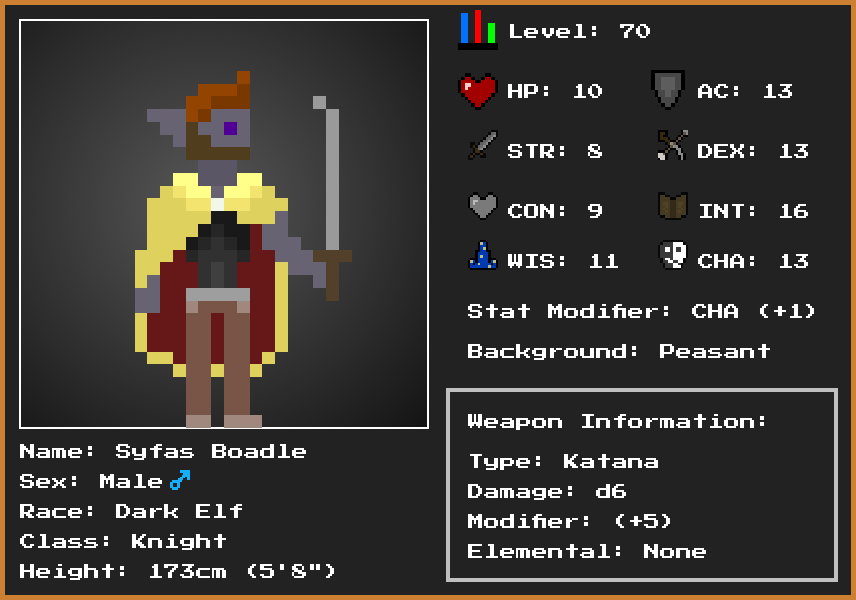 Level: 70
HP: 10
AC: 13
STR: 8
DEX: 13
CON: 9
INT: 16
WIS: 11
CHA: 13
Stat Modifier: CHA (+1)
Background: Peasant
Weapon Information:
Type: Katana
Damage: d6
Modifier: (+5)
Elemental: None
Name: Syfas Boadle
Sex: Male ♂
Race: Dark Elf
Class: Knight
Height: 173cm (5'8")